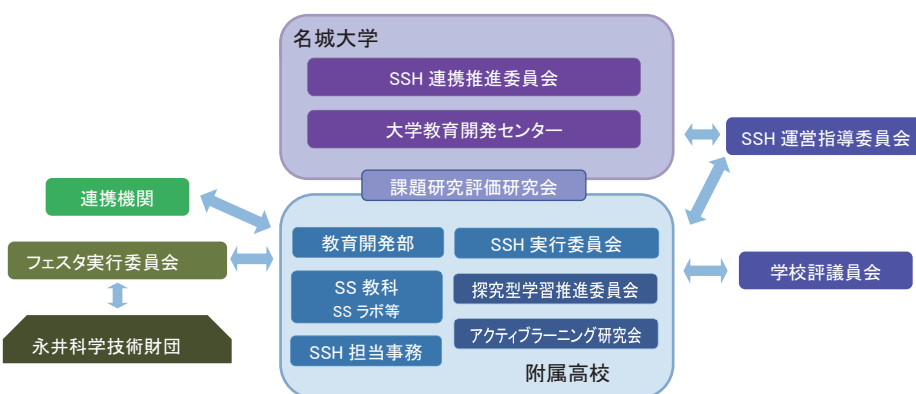 名城大学
SSH 連携推進委員会
大学教育開発センター
SSH 運営指導委員会
課題研究評価研究会
連携機関
教育開発部
SSH 実行委員会
フェスタ実行委員会
学校評議員会
SS 教科
SS ラボ等
探究型学習推進委員会
アクティブラーニング研究会
永井科学技術財団
SSH 担当事務
附属高校